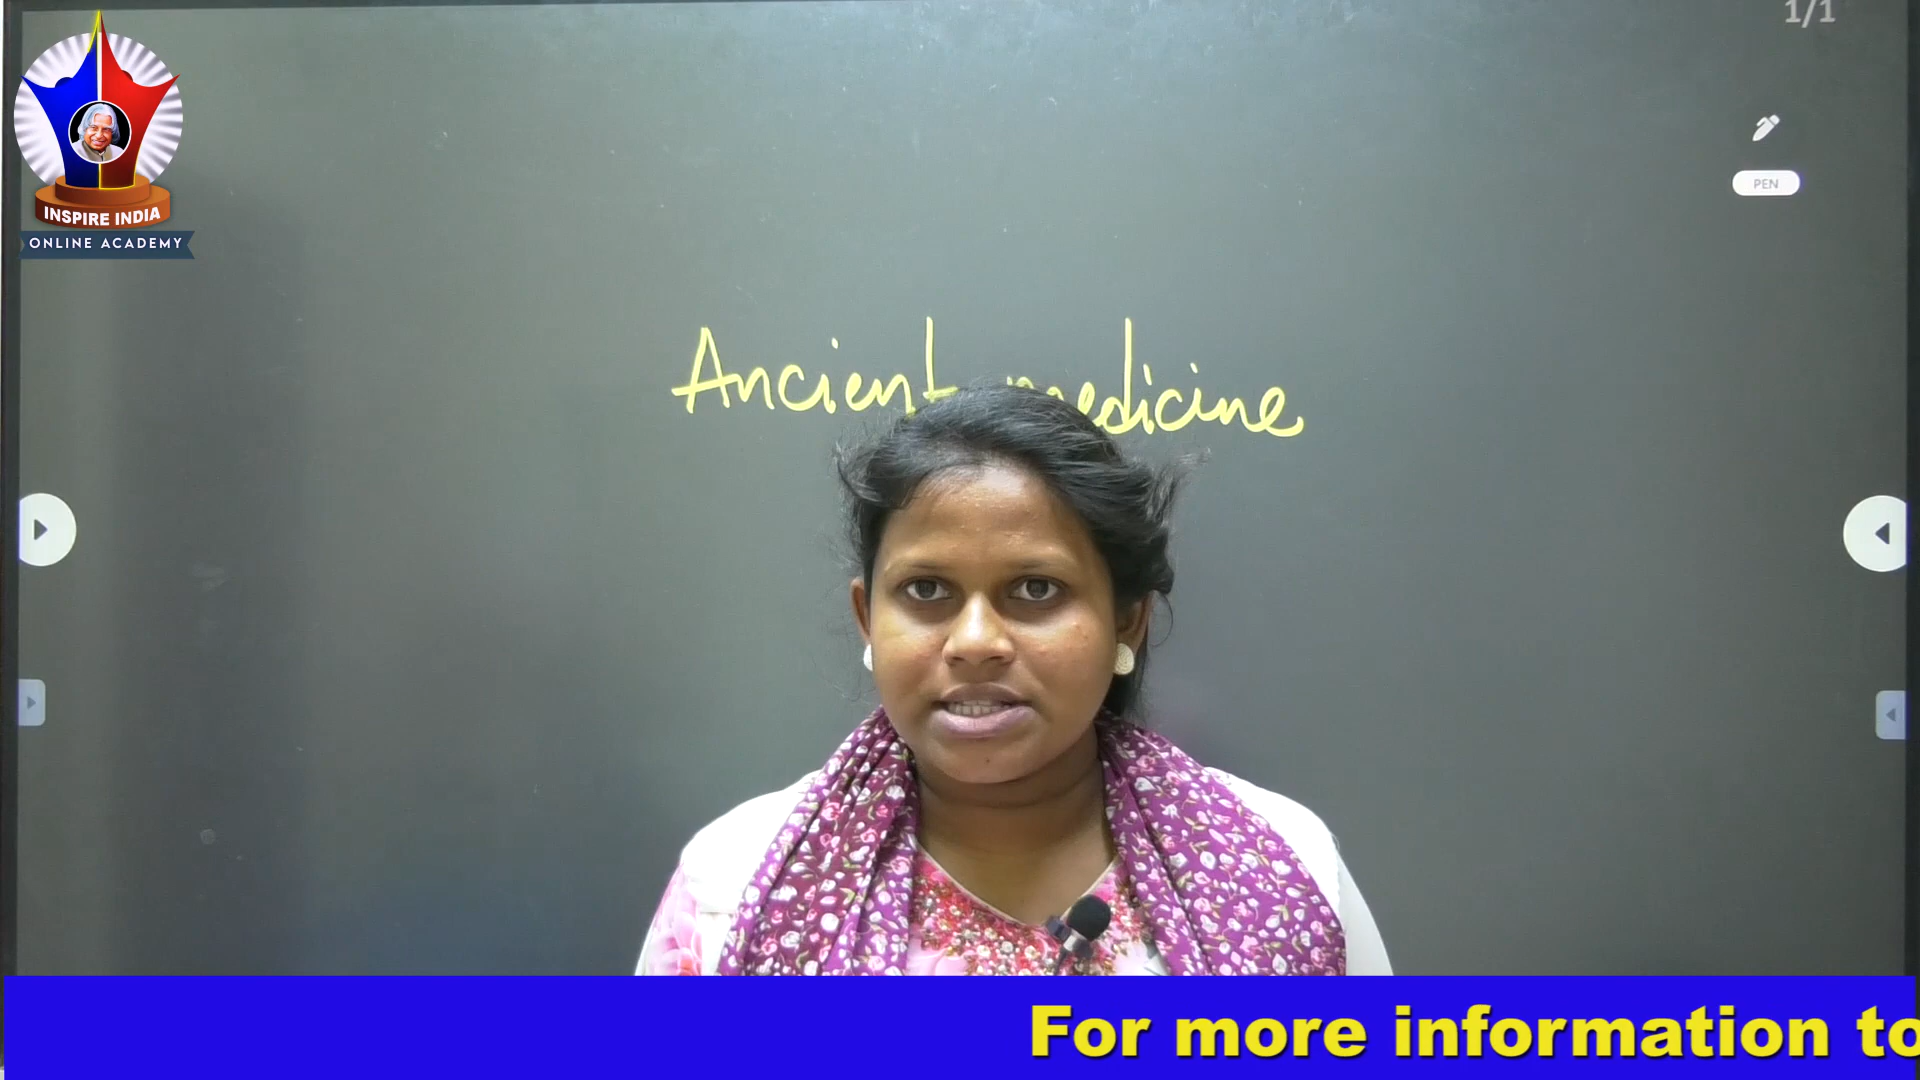 1/1
PEN
INSPIRE INDIA
ONLINE ACADEMY
Ancient medicine
For more information to